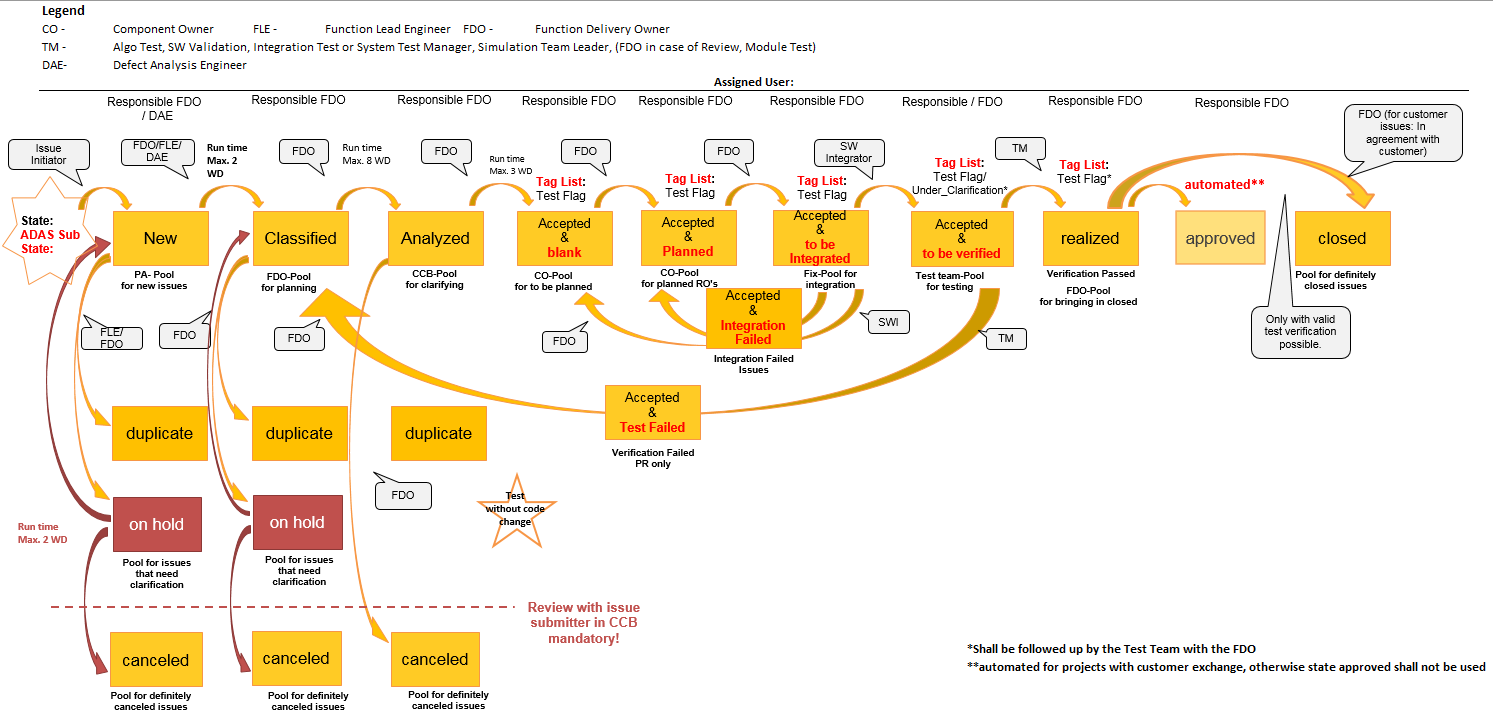 Legend
CO - Component Owner FLE - Function Lead Engineer FDO - Function Delivery Owner
TM - Algo Test, SW Validation, Integration Test or System Test Manager, Simulation Team Leader, (FDO in case of Review, Module Test)
DAE- Defect Analysis Engineer
Assigned User:
Responsible FDO
/ DAE
Responsible FDO
Responsible FDO
Responsible FDO
Responsible FDO
Responsible FDO
Responsible / FDO
Responsible FDO
Responsible FDO
Issue
Initiator
FDO/FLE/
DAE
Run time
Max. 2
WD
FDO
Run time
Max. 8 WD
FDO
Run time
Max. 3 WD
FDO
FDO
SW
Integrator
TM
FDO (for customer
issues: In
agreement with
customer)
Tag List:
Test Flag
Tag List:
Test Flag
Tag List:
Test Flag
Tag List:
Test Flag/
Under_Clarification*
Tag List:
Test Flag*
automated**
State:
ADAS Sub
State:
New
Classified
Analyzed
Accepted
&
blank
Accepted
&
Planned
Accepted
&
to be
Integrated
Accepted
&
to be verified
realized
approved
closed
PA- Pool
for new issues
FDO-Pool
for planning
CCB-Pool
for clarifying
CO-Pool
for to be planned
CO-Pool
for planned RO's
Fix-Pool for
integration
Test team-Pool
for testing
Verification Passed
FDO-Pool
for bringing in closed
Pool for definitely
closed issues
FLE/
FDO
FDO
FDO
FDO
Accepted
&
Integration
Failed
SWI
TM
Only with valid
test verification
possible.
Integration Failed
Issues
duplicate
duplicate
duplicate
Accepted
&
Test Failed
Verification Failed
PR only
FDO
Test
without code
change
Run time
Max. 2 WD
on hold
on hold
Pool for issues
that need
clarification
Pool for issues
that need
clarification
Review with issue
submitter in CCB
mandatory!
canceled
canceled
canceled
Pool for definitely
canceled issues
Pool for definitely
canceled issues
Pool for definitely
canceled issues
*Shall be followed up by the Test Team with the FDO
**automated for projects with customer exchange, otherwise state approved shall not be used